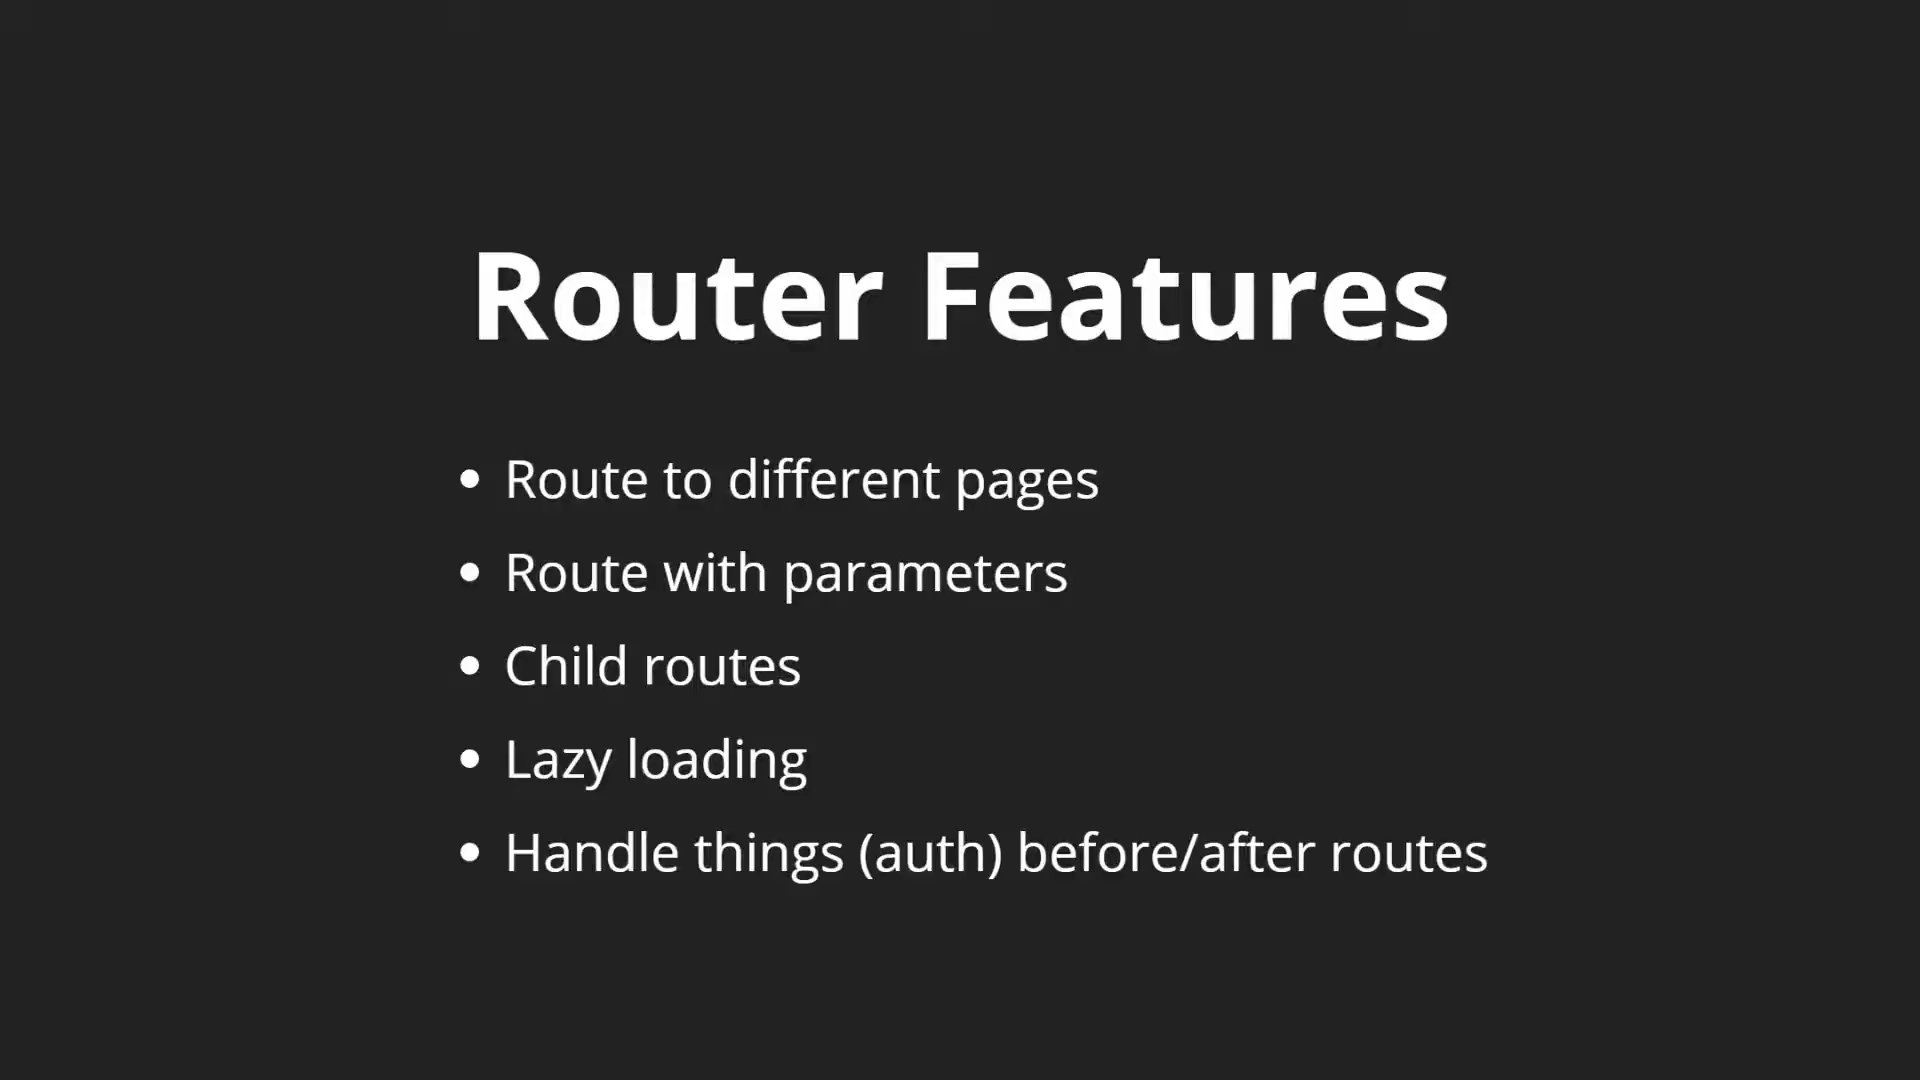 Router Features
• Route to different pages
• Route with parameters
• Child routes
• Lazy loading
• Handle things (auth) before/after routes